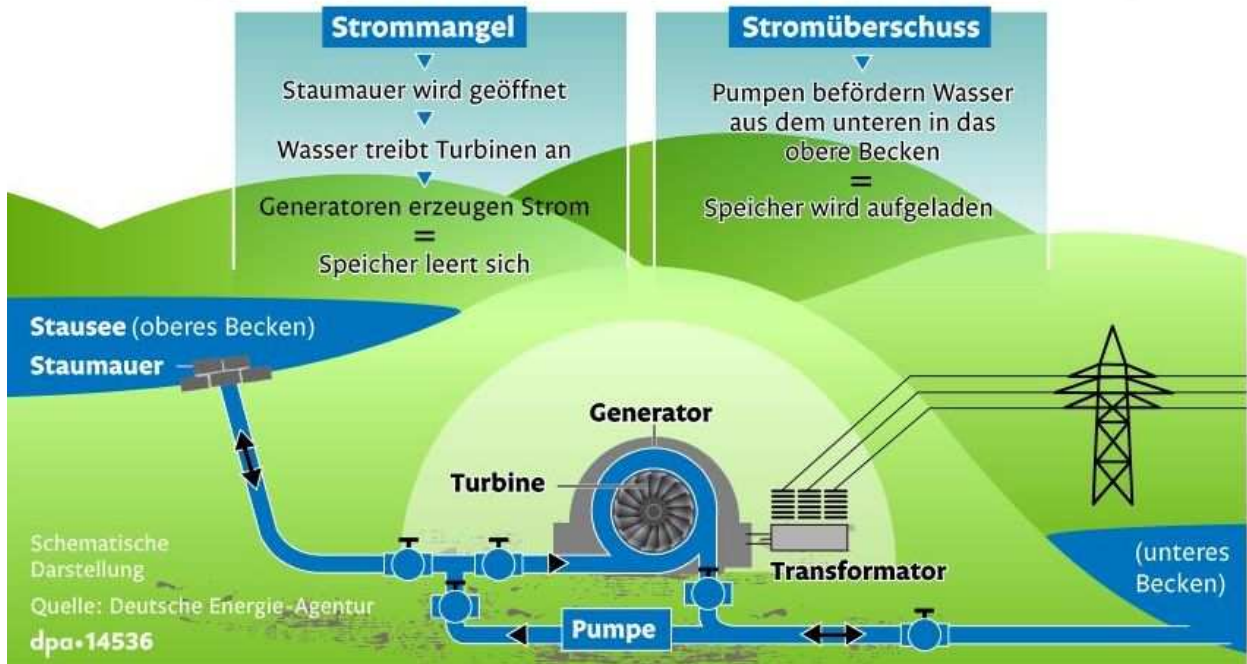 Strommangel
Staumauer wird geöffnet
Wasser treibt Turbinen an
Generatoren erzeugen Strom
=
Speicher leert sich
Stromüberschuss
Pumpen befördern Wasser
aus dem unteren in das
obere Becken
=
Speicher wird aufgeladen
Stausee (oberes Becken)
Staumauer
Generator
Turbine
Transformator
(unteres
Becken)
Pumpe
Schematische
Darstellung
Quelle: Deutsche Energie-Agentur
dpa•14536